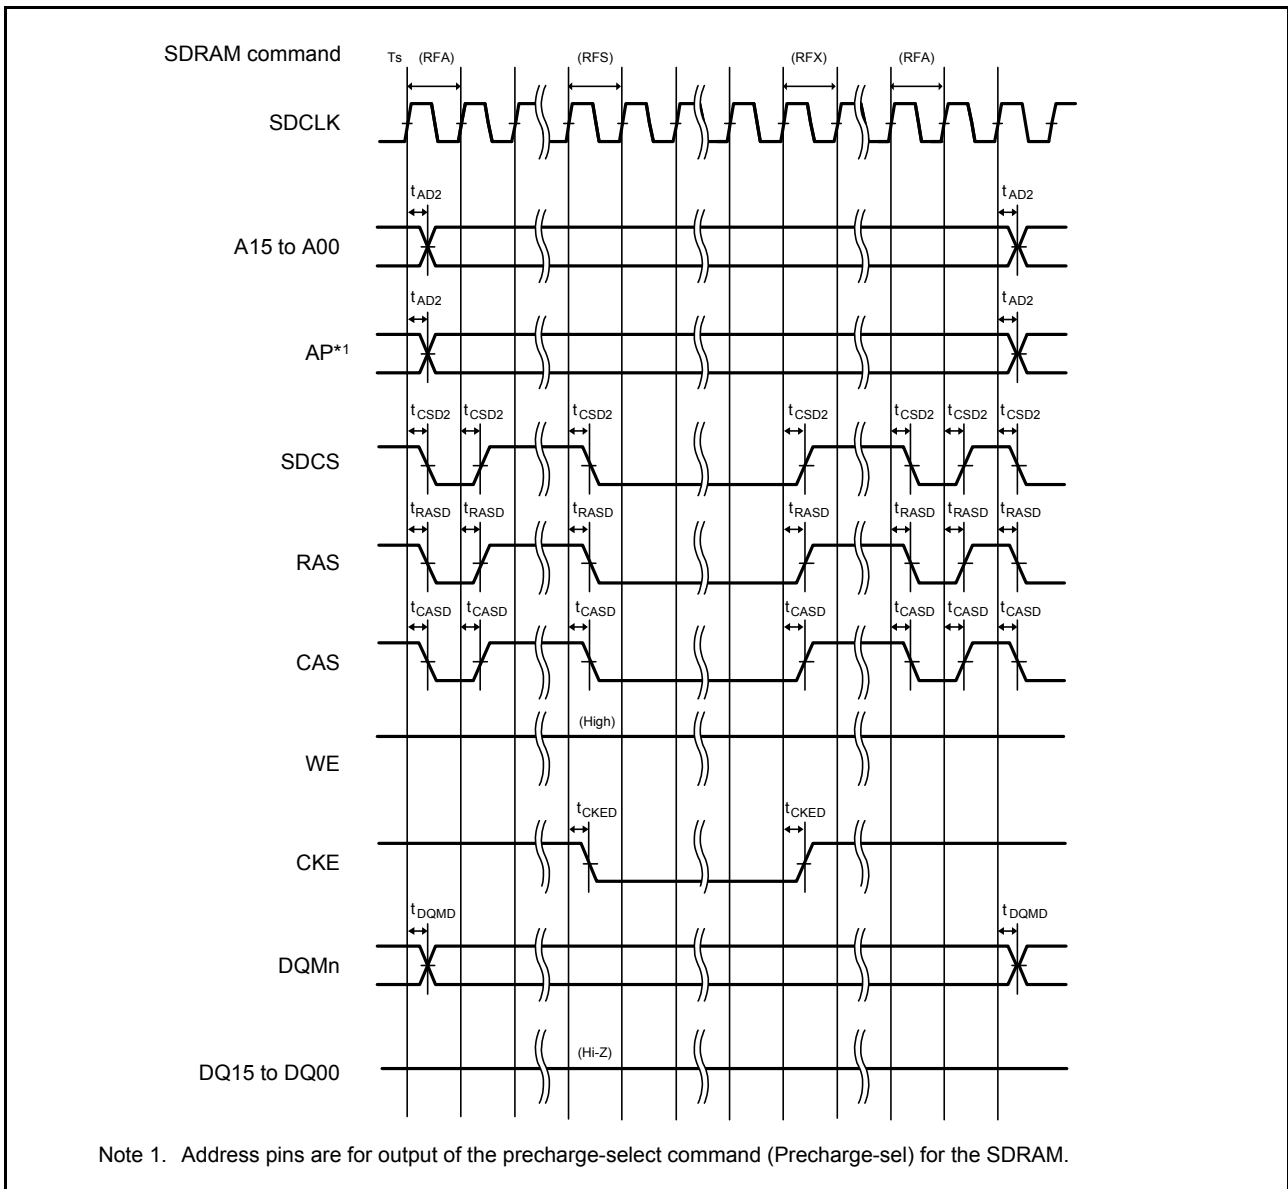 SDRAM command Ts (RFA) (RFS) (RFX) (RFA)
SDCLK
tAD2 tAD2
A15 to A00
tAD2 tAD2
AP*1
tCSD2 tCSD2 tCSD2 tCSD2 tCSD2 tCSD2 tCSD2
SDCS
tRASD tRASD tRASD tRASD tRASD tRASD tRASD
RAS
tCASD tCASD tCASD tCASD tCASD tCASD tCASD
CAS
(High)
WE
tCKED tCKED
CKE
tDQMD tDQMD
DQMn
(Hi-Z)
DQ15 to DQ00
Note 1. Address pins are for output of the precharge-select command (Precharge-sel) for the SDRAM.